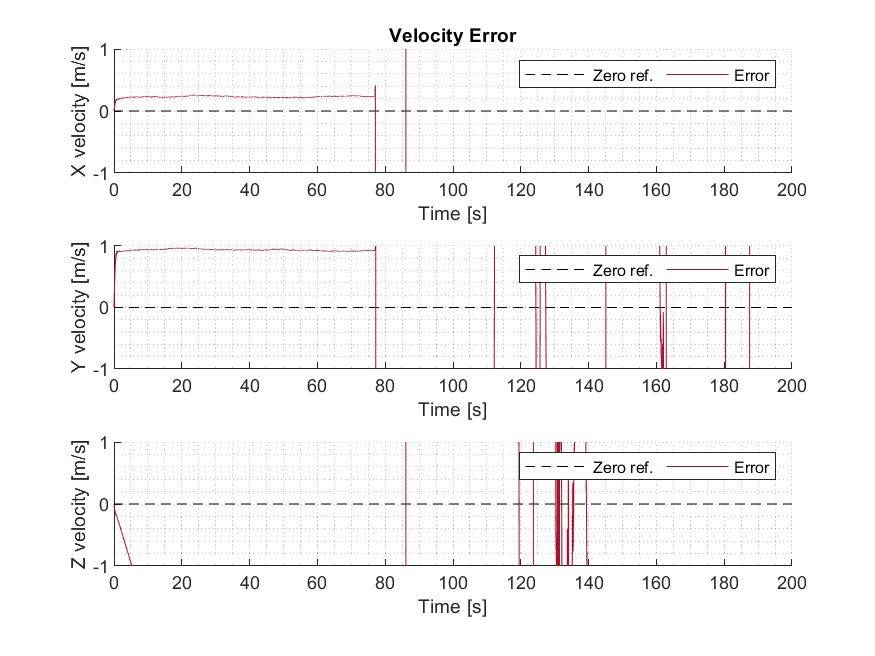 Velocity Error
X velocity [m/s]
1
0
-1
Zero ref. Error
0 20 40 60 80 100 120 140 160 180 200
Time [s]
Y velocity [m/s]
1
0
-1
Zero ref. Error
0 20 40 60 80 100 120 140 160 180 200
Time [s]
Z velocity [m/s]
1
0
-1
Zero ref. Error
0 20 40 60 80 100 120 140 160 180 200
Time [s]